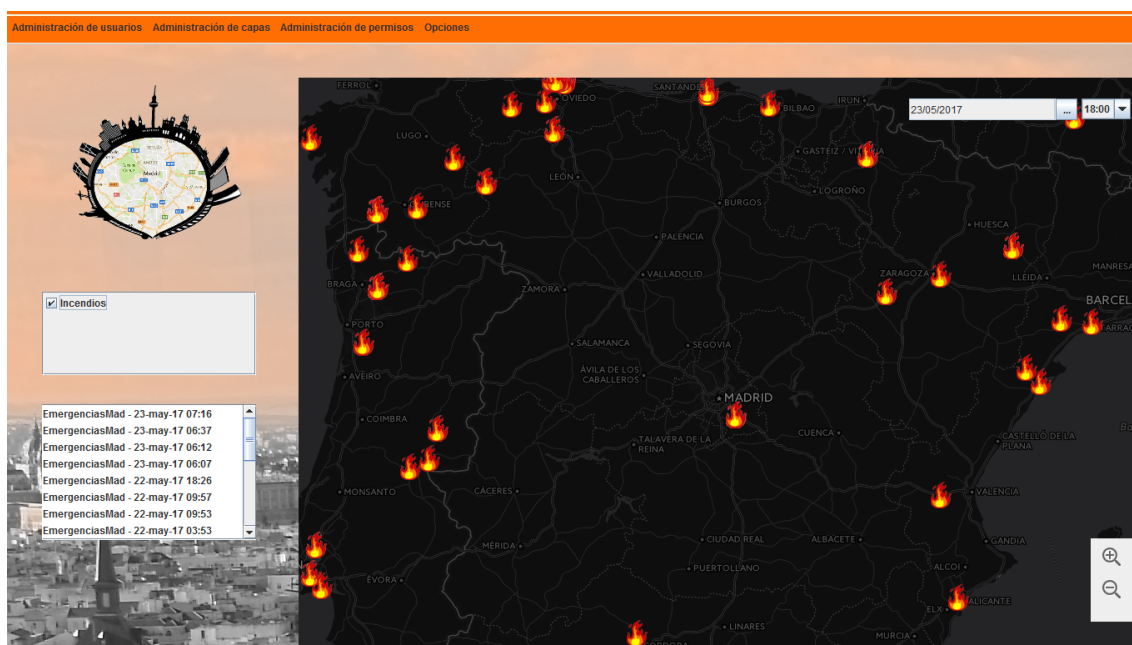 Administración de usuarios Administración de capas Administración de permisos Opciones
FERROL
OVIEDO
SANTANDE
BILBAO
IRUN
23/05/2017 ... 18:00
LUGO
GASTEIZ / VITORIA
LEÓN
LOGROÑO
OURENSE
BURGOS
HUESCA
PALENCIA
Madrid
VALLADOLID
ZARAGOZA
LLEIDA
MANRESA
BRAGA
ZAMORA
Incendios
BARCEL
PORTO
TARRAG
SALAMANCA
SEGOVIA
AVEIRO
ÁVILA DE LOS
CABALLEROS
MADRID
EmergenciasMad - 23-may-17 07:16
EmergenciasMad - 23-may-17 06:37
EmergenciasMad - 23-may-17 06:12
EmergenciasMad - 23-may-17 06:07
EmergenciasMad - 22-may-17 18:26
EmergenciasMad - 22-may-17 09:57
EmergenciasMad - 22-may-17 09:53
EmergenciasMad - 22-may-17 03:53
COIMBRA
CUENCA
TALAVERA DE LA
REINA
CASTELLÓ DE LA
PLANA
MONSANTO
CÁCERES
VALENCIA
MÉRIDA
CIUDAD REAL
ALBACETE
GANDIA
ÉVORA
PUERTOLLANO
ALCOI
ELX
ALICANTE
LINARES
MURCIA
CÓRDOBA